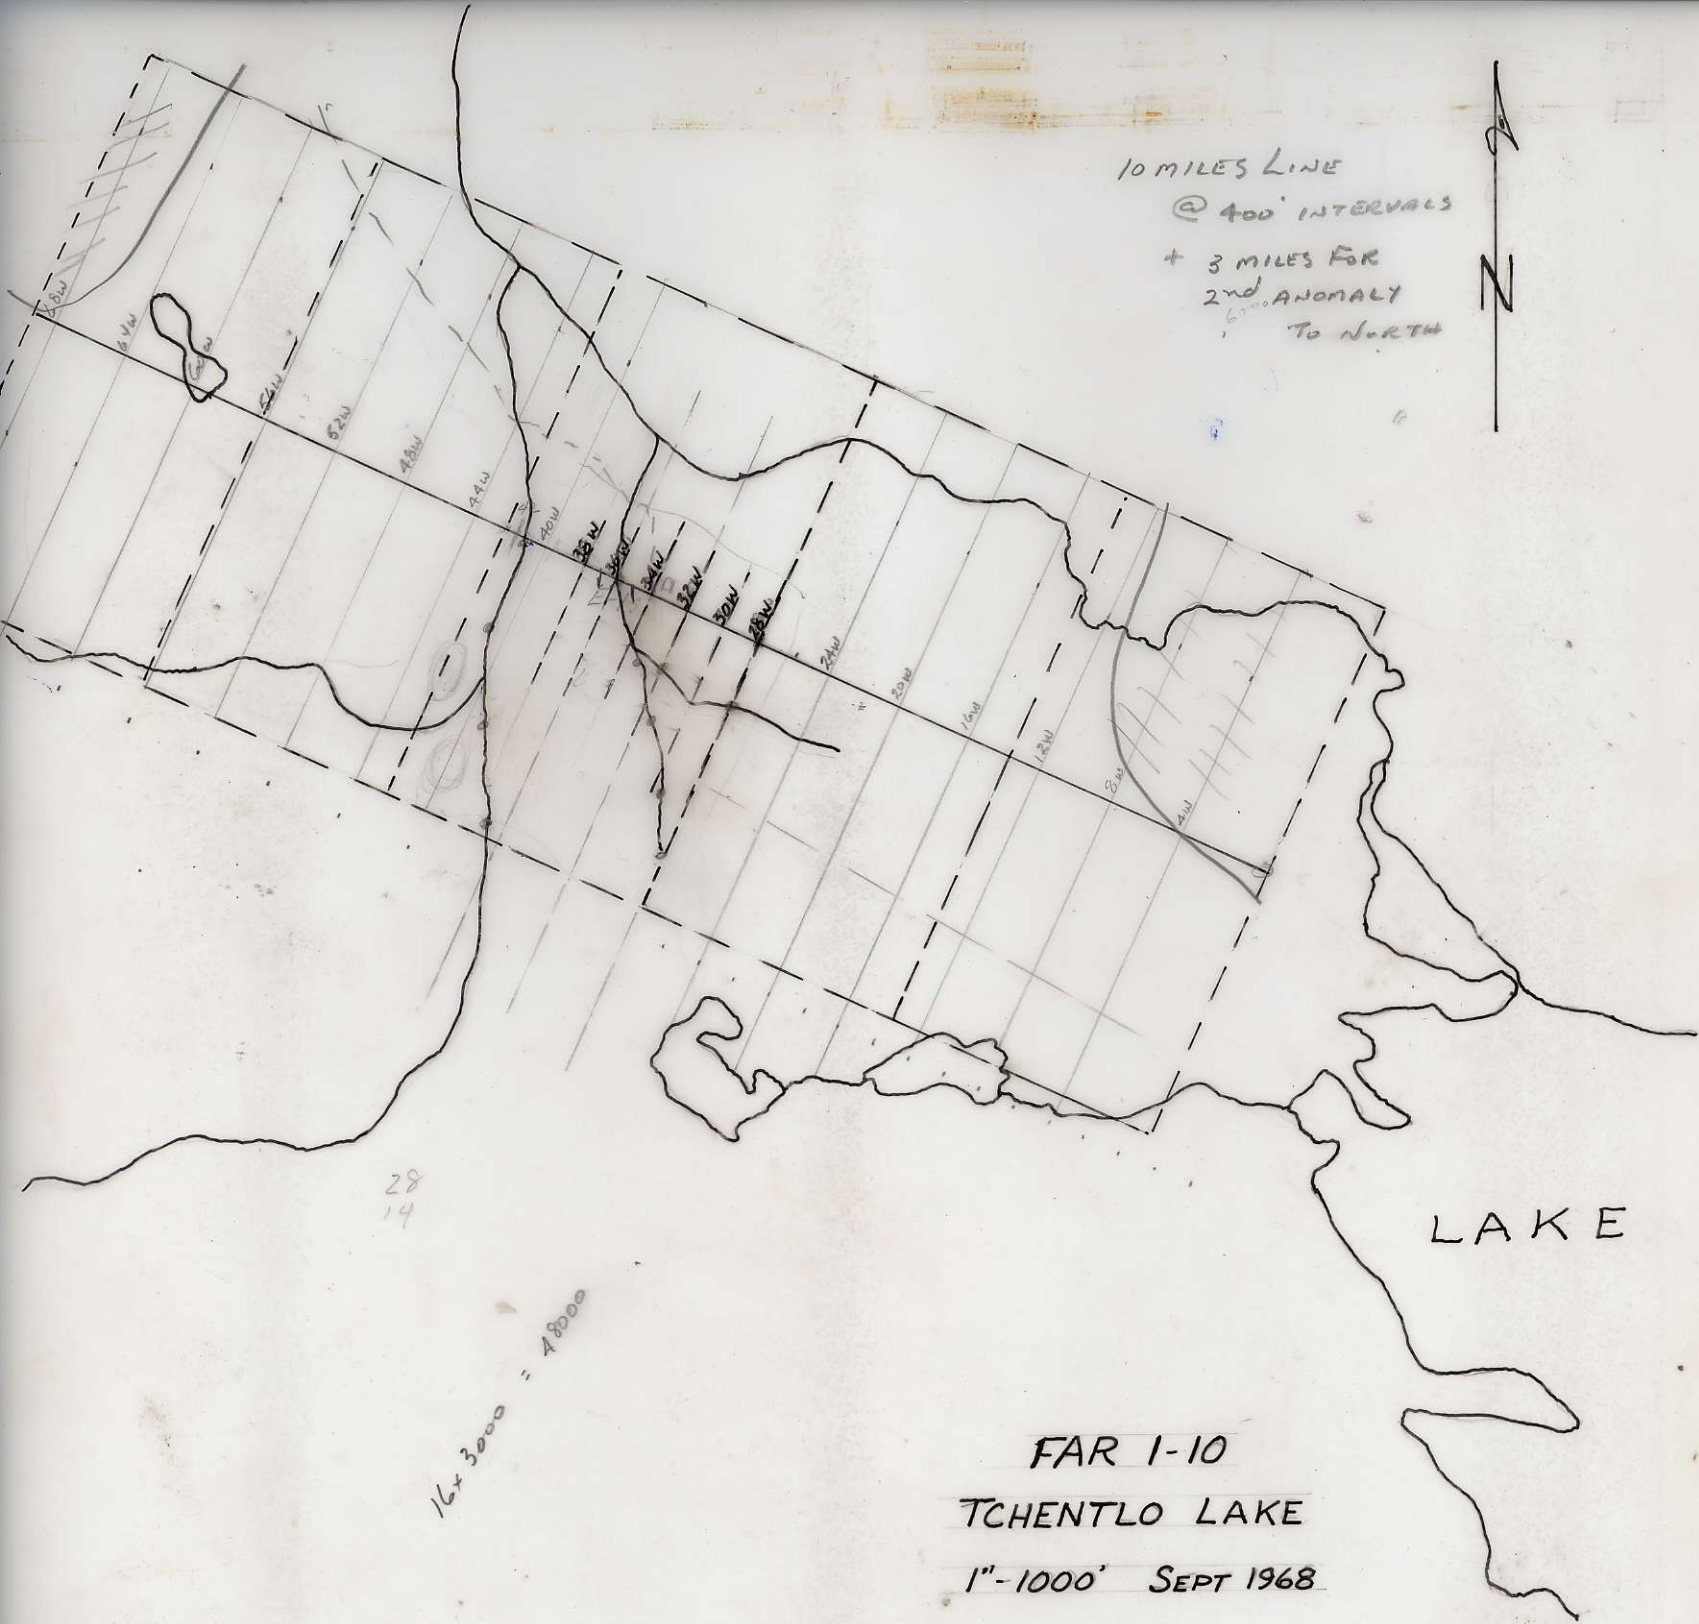 10 MILES LINE
@ 400' INTERVALS
+ 3 MILES FOR
2nd ANOMALY
TO NORTH
N
68W
64W
56W
52W
48W
44W
40W
38W
36W
34W
32W
30W
28W
24W
20W
16W
12W
8W
4W
28
14
16 x 3000 = 48000
LAKE
FAR 1-10
TCHENTLO LAKE
1"-1000' SEPT 1968